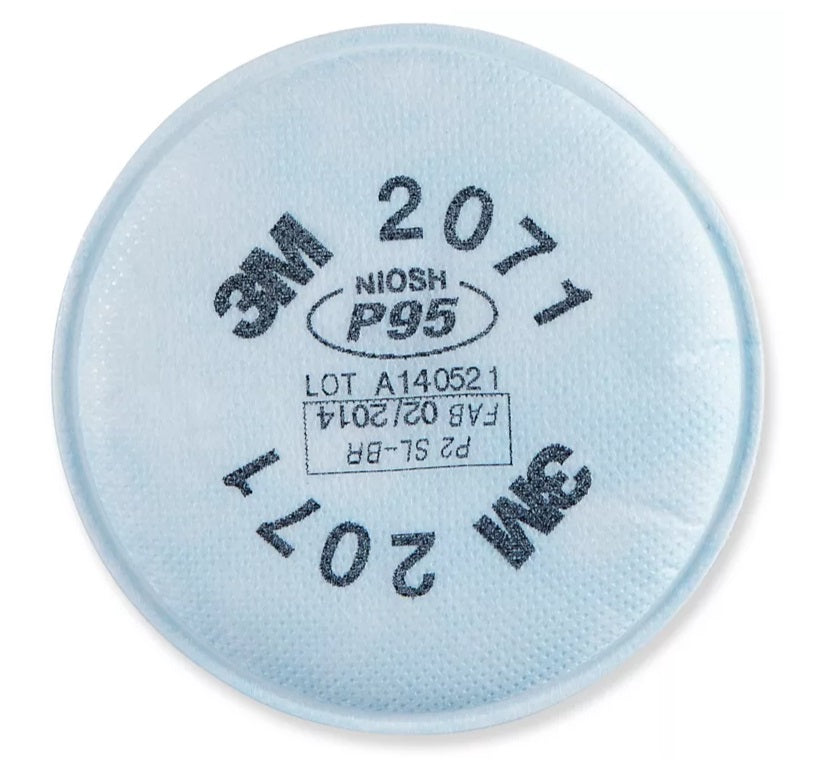 3M 2071
NIOSH
P95
LOT A140521
FAB 02/2014
P2 SL-BR
3M 2071